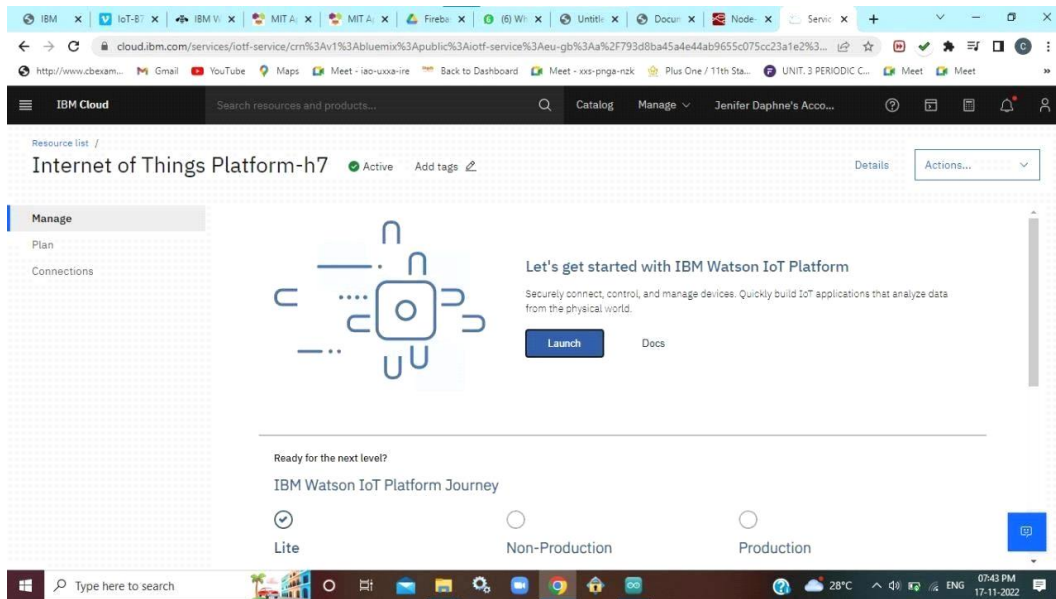 IBM
IoT-B7
IBM W
MIT A
MIT A
Fireba
(6) Wh
Untitle
Docun
Node-
Servic
cloud.ibm.com/services/iotf-service/crn%3Av1%3Abluemix%3Apublic%3Aiotf-service%3Aeu-gb%3Aa%2F793d8ba45a4e44ab9655c075cc23a1e2%3...
http://www.cbexam...
Gmail
YouTube
Maps
Meet - iao-uxxa-ire
Back to Dashboard
Meet - xxs-pnga-nzk
Plus One / 11th Sta...
UNIT. 3 PERIODIC C...
Meet
Meet
IBM Cloud
Search resources and products...
Catalog
Manage
Jenifer Daphne's Acco...
Resource list /
Internet of Things Platform-h7
Active
Add tags
Details
Actions...
Manage
Plan
Connections
Let's get started with IBM Watson IoT Platform
Securely connect, control, and manage devices. Quickly build IoT applications that analyze data
from the physical world.
Launch
Docs
Ready for the next level?
IBM Watson IoT Platform Journey
Lite
Non-Production
Production
Type here to search
28°C
ENG
07:43 PM
17-11-2022